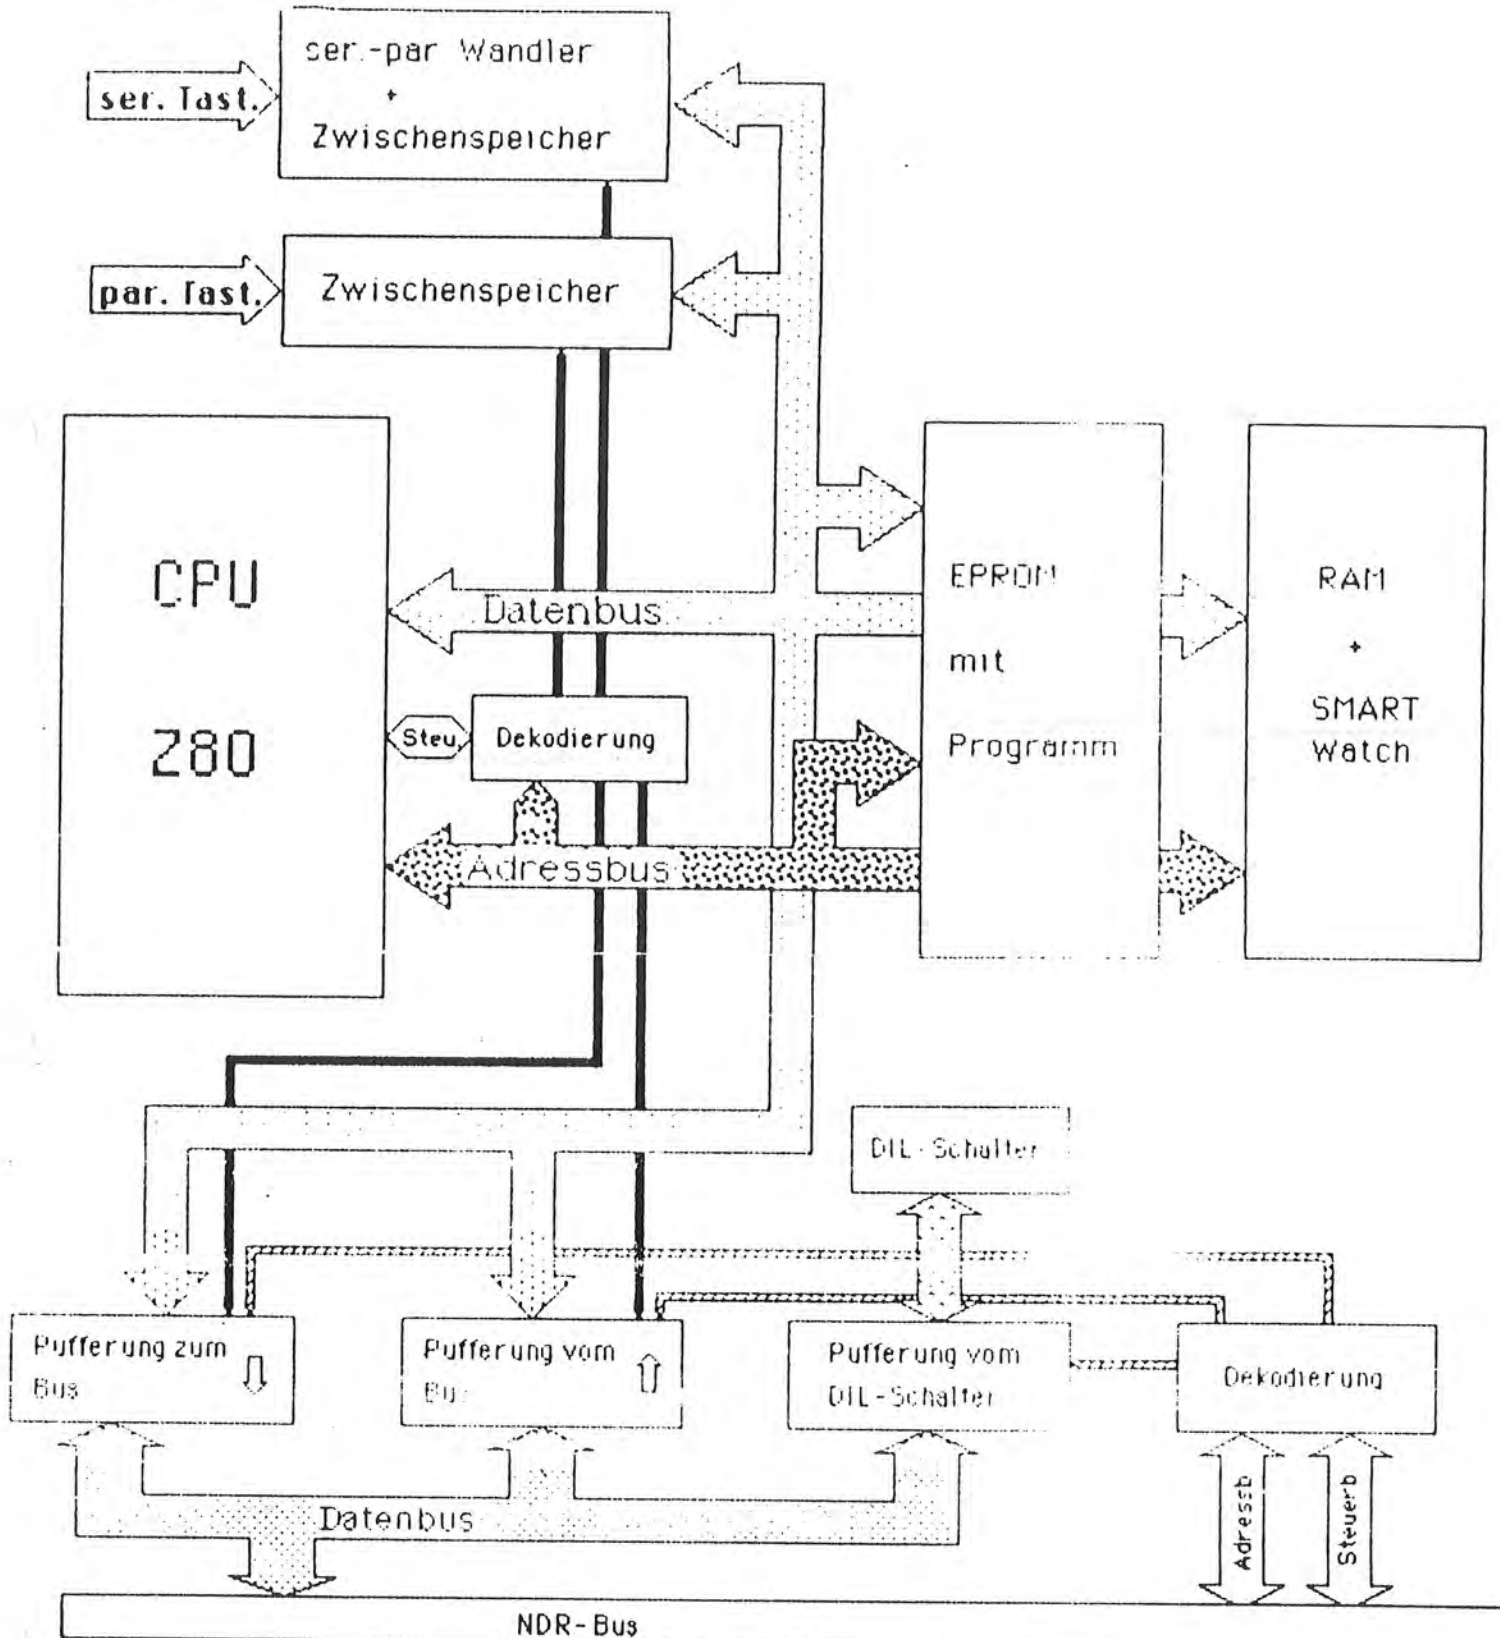 ser.-par Wandler
+
Zwischenspeicher
ser. Tast.
par. Tast.
Zwischenspeicher
CPU
Z80
Datenbus
Steu
Dekodierung
Adressbus
EPROM
mit
Programm
RAM
+
SMART
Watch
DIL-Schalter
Pufferung zum
Bus
Pufferung vom
Bus
Pufferung vom
DIL-Schalter
Dekodierung
Datenbus
Adressb
Steuerb
NDR-Bus